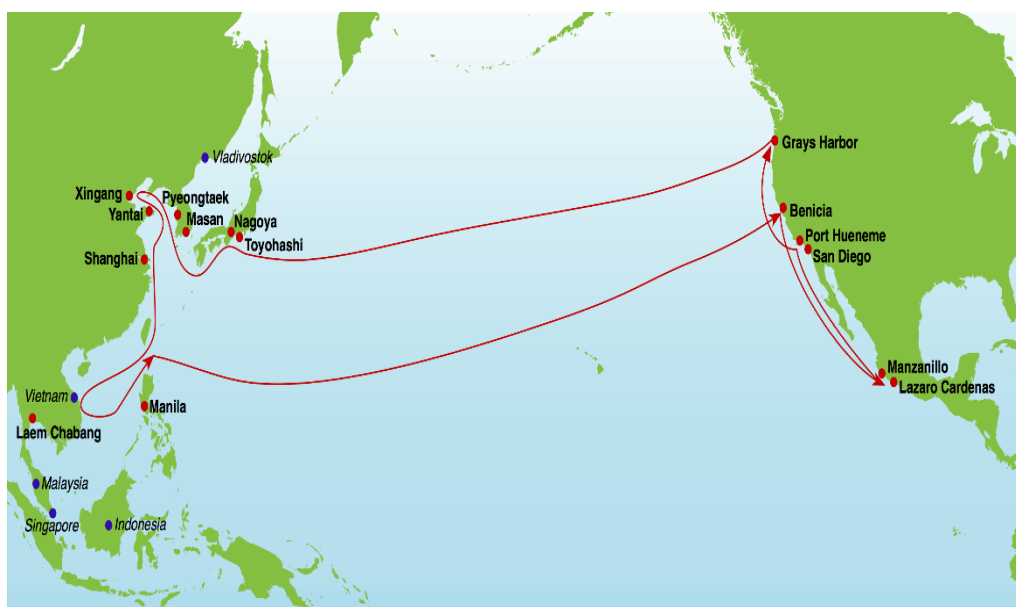 Grays Harbor
Vladivostok
Xingang
Pyeongtaek
Benicia
Yantai
Masan
Nagoya
Port Hueneme
Toyohashi
San Diego
Shanghai
Manzanillo
Lazaro Cardenas
Vietnam
Manila
Laem Chabang
Malaysia
Singapore
Indonesia